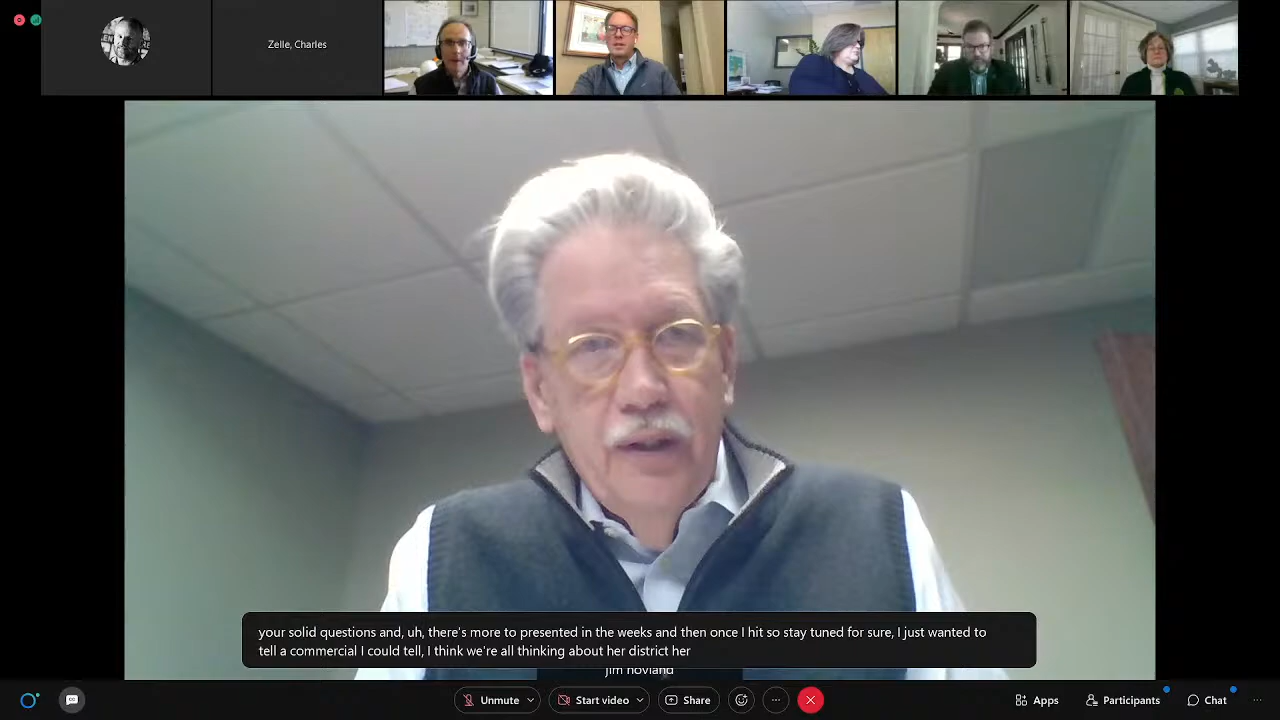 Zelle, Charles
your solid questions and, uh, there's more to presented in the weeks and then once I hit so stay tuned for sure, I just wanted to
tell a commercial I could tell, I think we're all thinking about her district her
jim hovland
Unmute
Start video
Share
Apps
Participants
Chat